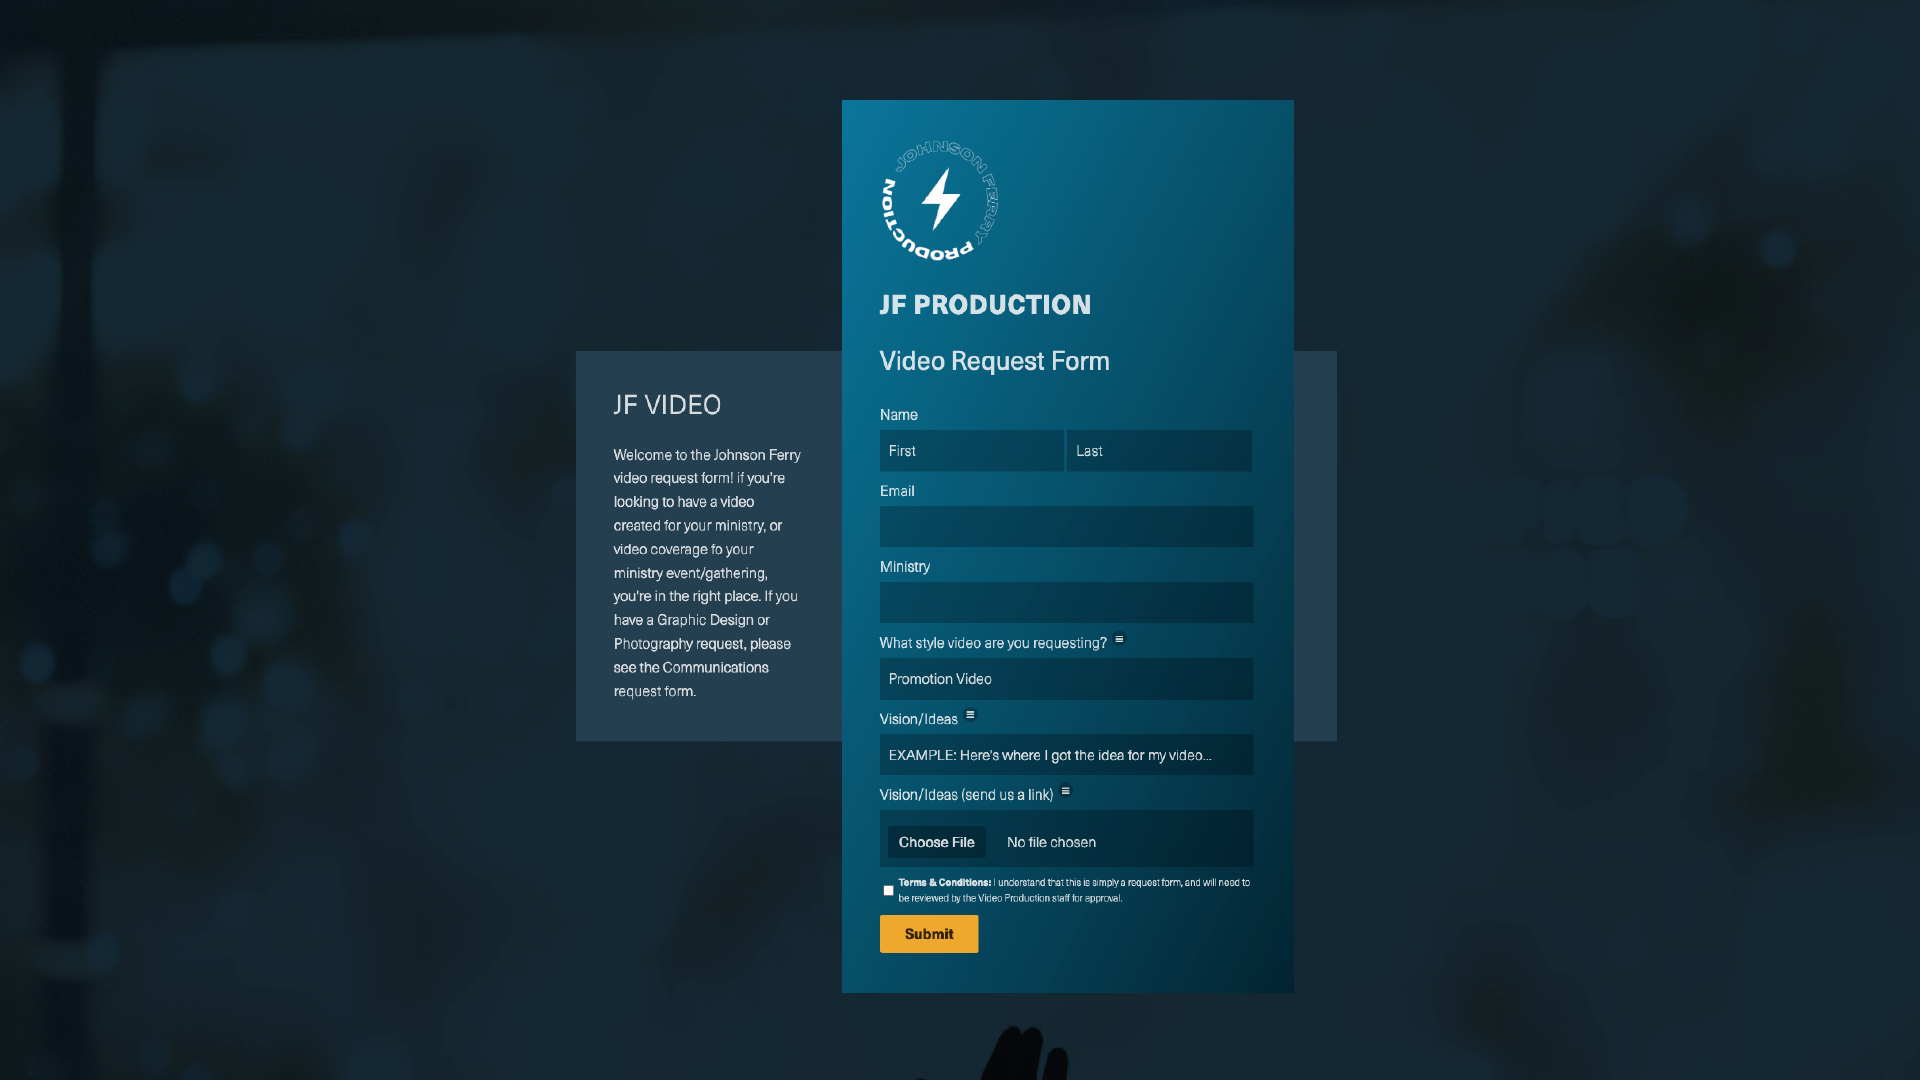 JF VIDEO
Welcome to the Johnson Ferry
video request form! if you're
looking to have a video
created for your ministry, or
video coverage fo your
ministry event/gathering,
you're in the right place. If you
have a Graphic Design or
Photography request, please
see the Communications
request form.
JOHNSON FERRY
PRODUCTION
JF PRODUCTION
Video Request Form
Name
First Last
Email
Ministry
What style video are you requesting?
Promotion Video
Vision/Ideas
EXAMPLE: Here's where I got the idea for my video...
Vision/Ideas (send us a link)
Choose File No file chosen
Terms & Conditions: I understand that this is simply a request form, and will need to
be reviewed by the Video Production staff for approval.
Submit